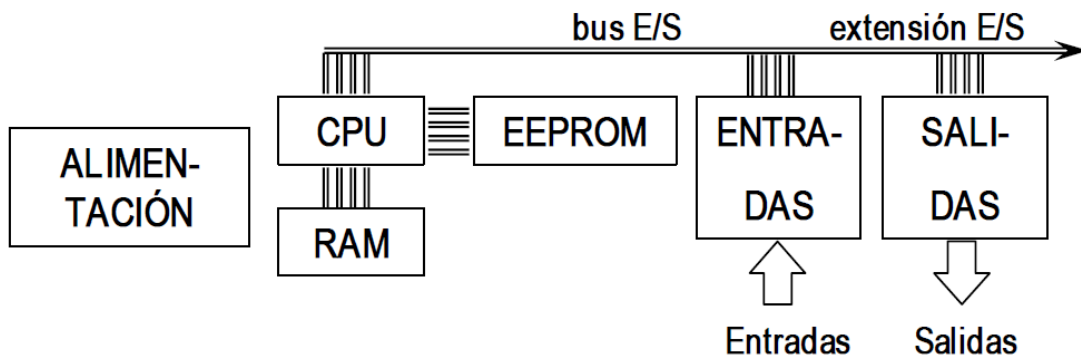 bus E/S
extensión E/S
ALIMEN-
TACIÓN
CPU
EEPROM
RAM
ENTRA-
DAS
SALI-
DAS
Entradas
Salidas